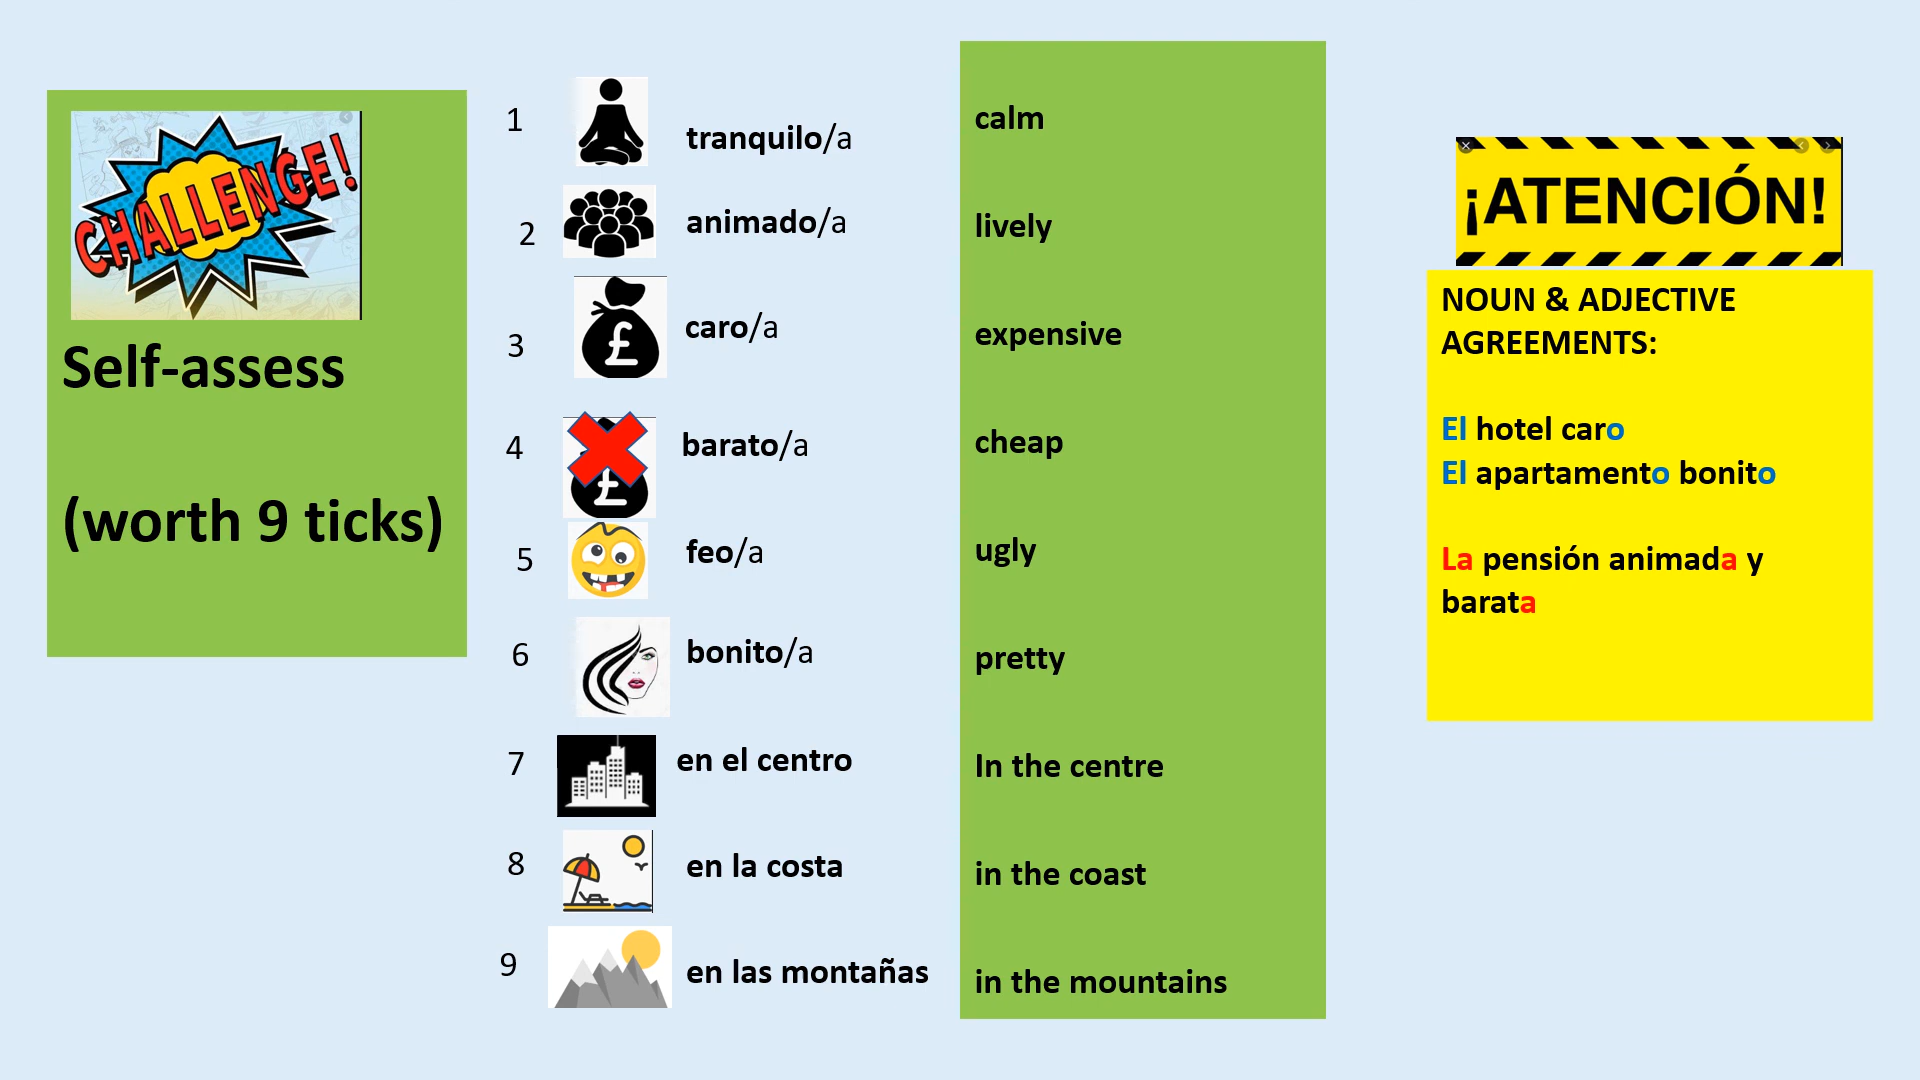 CHALLENGE!
Self-assess
(worth 9 ticks)
1 tranquilo/a calm
2 animado/a lively
3 £ caro/a expensive
4 £ barato/a cheap
5 feo/a ugly
6 bonito/a pretty
7 en el centro In the centre
8 en la costa in the coast
9 en las montañas in the mountains
¡ATENCIÓN!
NOUN & ADJECTIVE
AGREEMENTS:
El hotel caro
El apartamento bonito
La pensión animada y
barata